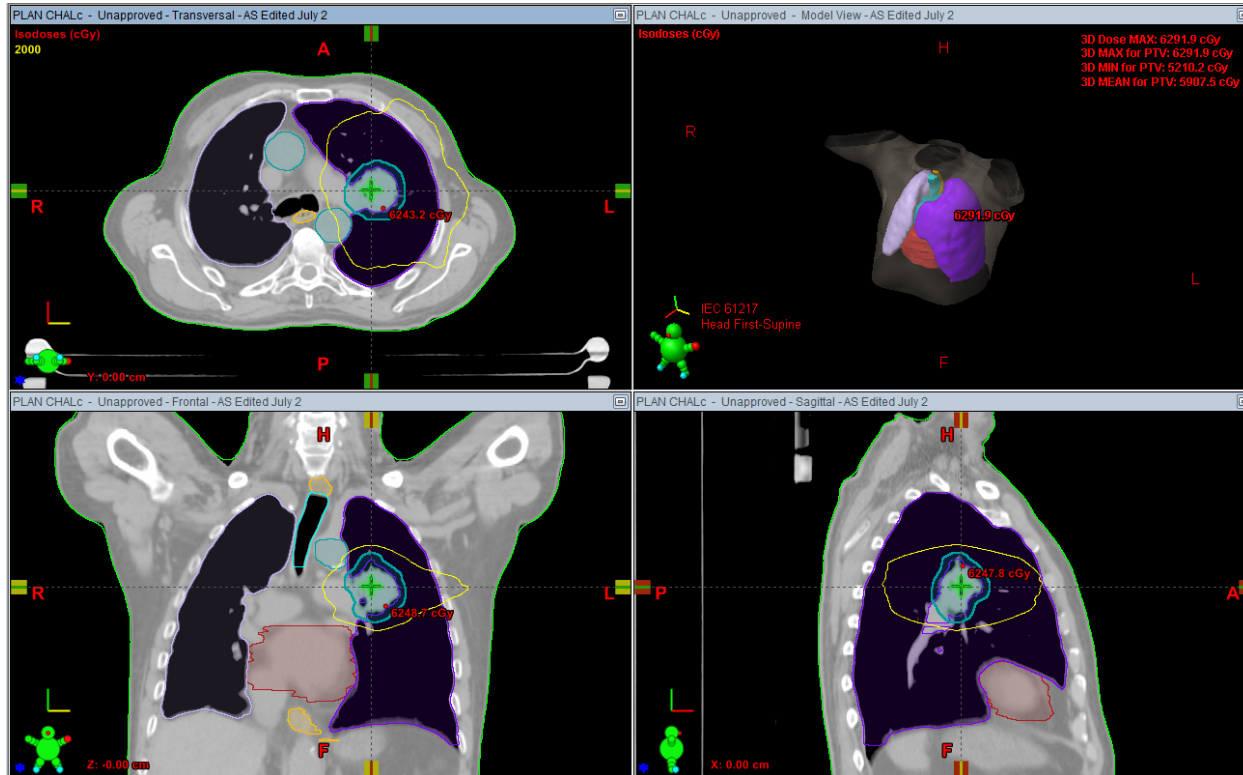 PLAN CHALc - Unapproved - Transversal - AS Edited July 2
Isodoses (cGy)
2000
A
R
L
6243.2 cGy
P
Y: 0.00 cm
PLAN CHALc - Unapproved - Model View - AS Edited July 2
Isodoses (cGy)
H
3D Dose MAX: 6291.9 cGy
3D MAX for PTV: 6291.9 cGy
3D MIN for PTV: 5210.2 cGy
3D MEAN for PTV: 5907.5 cGy
R
6291.9 cGy
L
IEC 61217
Head First-Supine
F
PLAN CHALc - Unapproved - Frontal - AS Edited July 2
H
R
L
6248.7 cGy
F
Z: -0.00 cm
PLAN CHALc - Unapproved - Sagittal - AS Edited July 2
H
6247.8 cGy
P
A
F
X: 0.00 cm